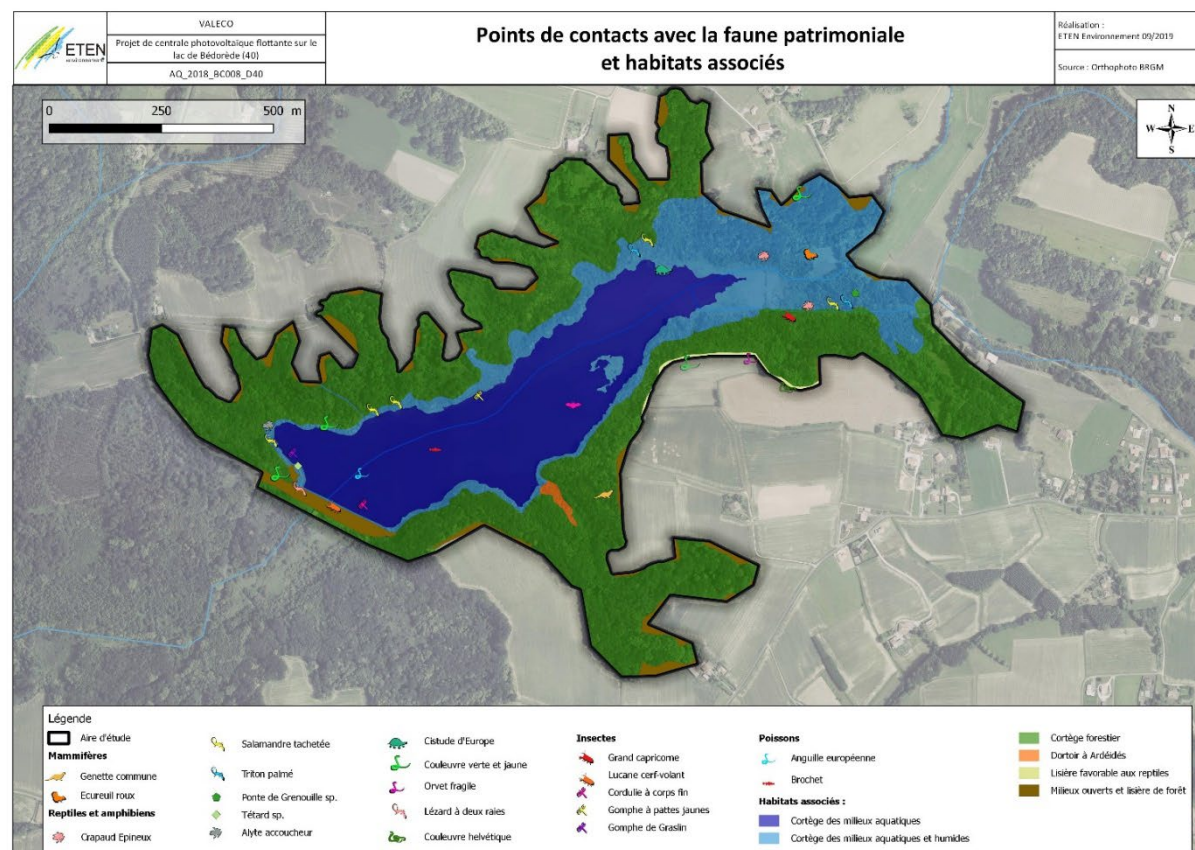 ETEN
environnement
VALECO
Projet de centrale photovoltaïque flottante sur le
lac de Bédorède (40)
AQ_2018_BC008_D40
Points de contacts avec la faune patrimoniale
et habitats associés
Réalisation :
ETEN Environnement 09/2019
Source : Orthophoto BRGM
0 250 500 m
N
W E
S
Légende
Aire d'étude
Mammifères
Genette commune
Ecureuil roux
Reptiles et amphibiens
Crapaud Epineux
Salamandre tachetée
Triton palmé
Ponte de Grenouille sp.
Tétard sp.
Alyte accoucheur
Cistude d'Europe
Couleuvre verte et jaune
Orvet fragile
Lézard à deux raies
Couleuvre helvétique
Insectes
Grand capricorne
Lucane cerf-volant
Cordulie à corps fin
Gomphe à pattes jaunes
Gomphe de Graslin
Poissons
Anguille européenne
Brochet
Habitats associés :
Cortège des milieux aquatiques
Cortège des milieux aquatiques et humides
Cortège forestier
Dortoir à Ardéidés
Lisière favorable aux reptiles
Milieux ouverts et lisière de forêt